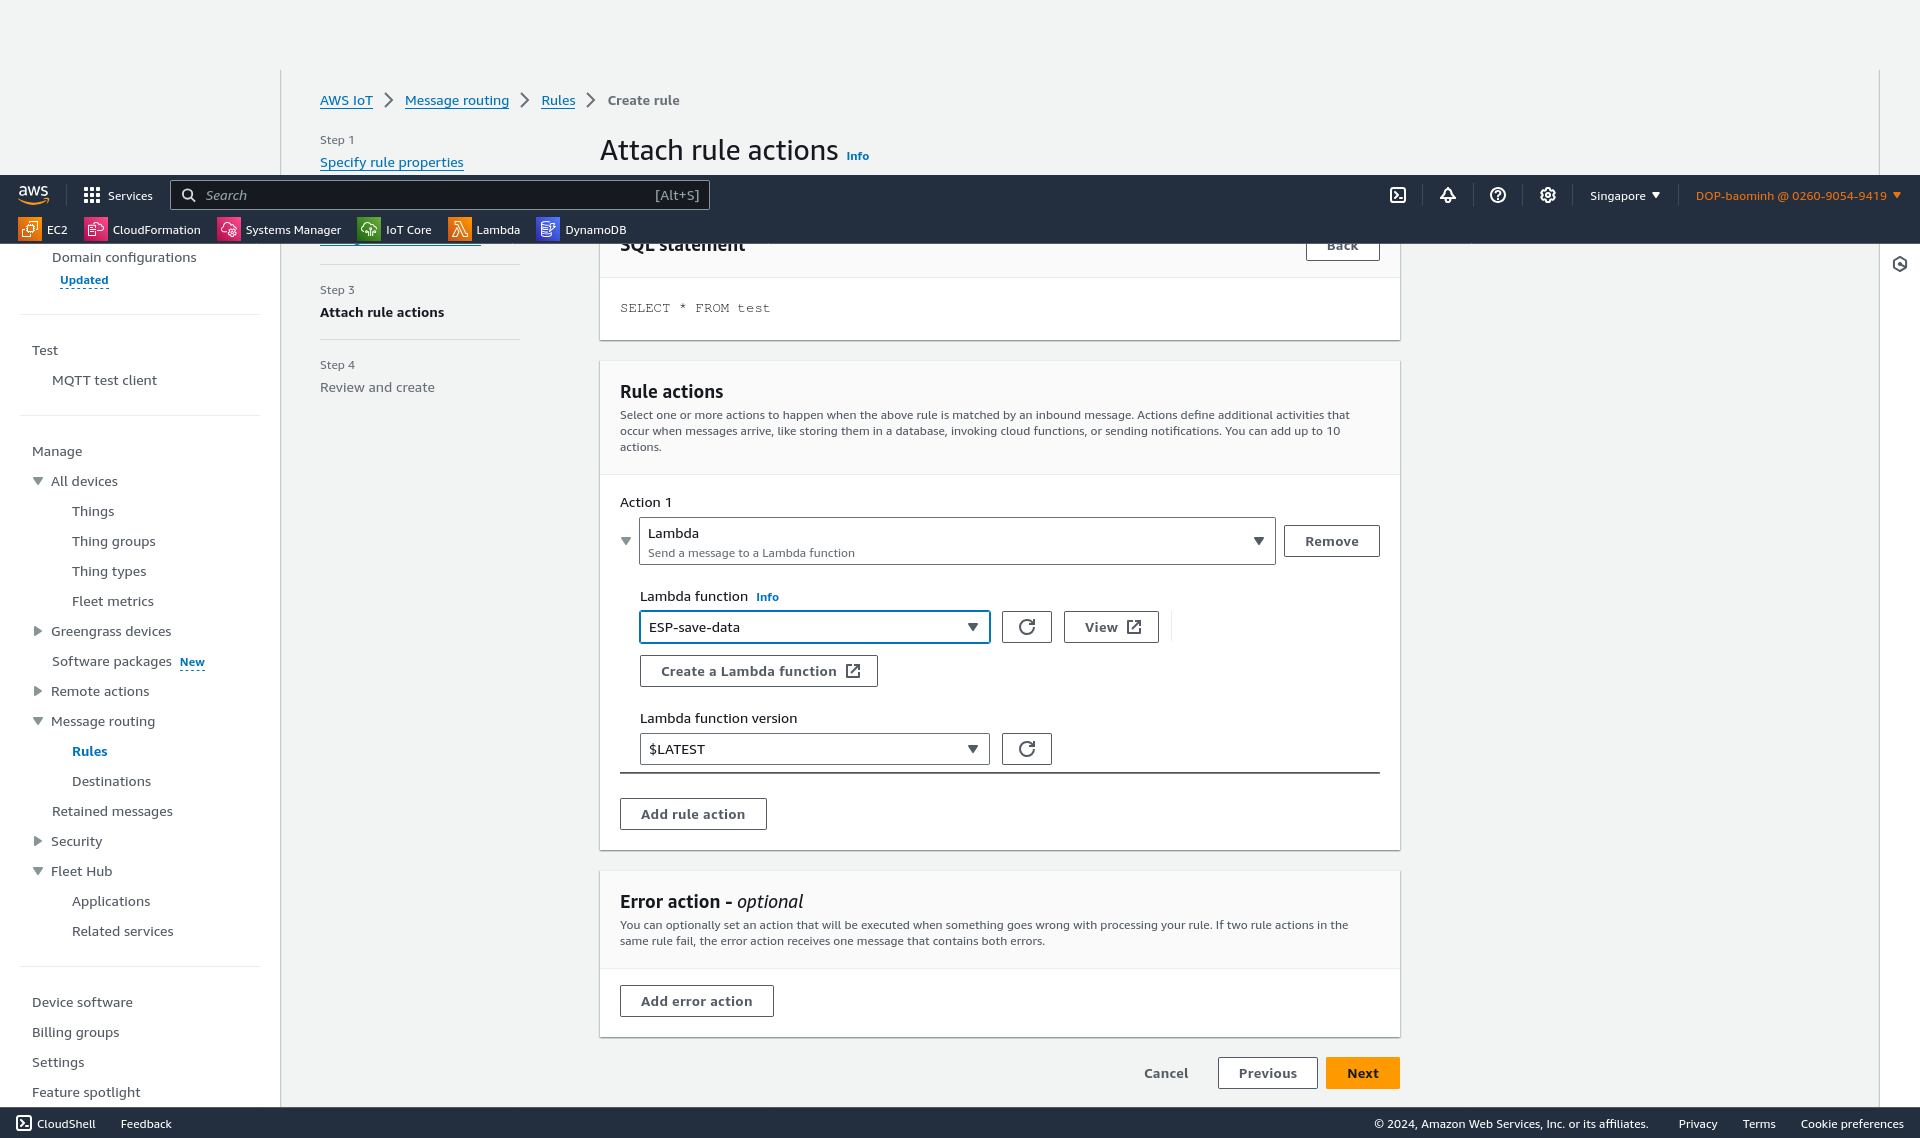 AWS IoT > Message routing > Rules > Create rule
Step 1
Specify rule properties
Attach rule actions Info
aws
Services
Search [Alt+S]
Singapore
DOP-baominh @ 0260-9054-9419
EC2
CloudFormation
Systems Manager
IoT Core
Lambda
DynamoDB
Domain configurations
Updated
Test
MQTT test client
Manage
All devices
Things
Thing groups
Thing types
Fleet metrics
Greengrass devices
Software packages New
Remote actions
Message routing
Rules
Destinations
Retained messages
Security
Fleet Hub
Applications
Related services
Device software
Billing groups
Settings
Feature spotlight
Step 3
Attach rule actions
Step 4
Review and create
SQL statement
Back
SELECT * FROM test
Rule actions
Select one or more actions to happen when the above rule is matched by an inbound message. Actions define additional activities that
occur when messages arrive, like storing them in a database, invoking cloud functions, or sending notifications. You can add up to 10
actions.
Action 1
Lambda
Send a message to a Lambda function
Remove
Lambda function Info
ESP-save-data
View
Create a Lambda function
Lambda function version
$LATEST
Add rule action
Error action - optional
You can optionally set an action that will be executed when something goes wrong with processing your rule. If two rule actions in the
same rule fail, the error action receives one message that contains both errors.
Add error action
Cancel
Previous
Next
CloudShell
Feedback
© 2024, Amazon Web Services, Inc. or its affiliates.
Privacy
Terms
Cookie preferences